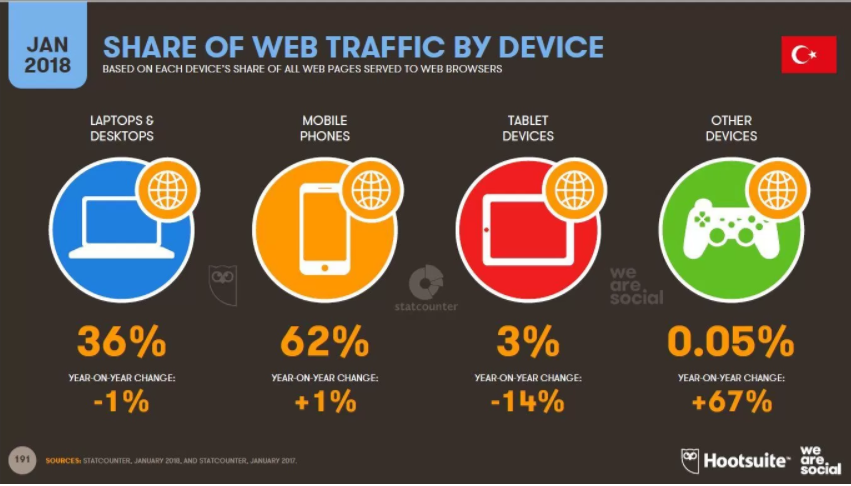 JAN
2018
SHARE OF WEB TRAFFIC BY DEVICE
BASED ON EACH DEVICE'S SHARE OF ALL WEB PAGES SERVED TO WEB BROWSERS
LAPTOPS &
DESKTOPS
MOBILE
PHONES
TABLET
DEVICES
OTHER
DEVICES
statcounter
we
are
social
36%
62%
3%
0.05%
YEAR-ON-YEAR CHANGE:
-1%
YEAR-ON-YEAR CHANGE:
+1%
YEAR-ON-YEAR CHANGE:
-14%
YEAR-ON-YEAR CHANGE:
+67%
191
SOURCES: STATCOUNTER, JANUARY 2018, AND STATCOUNTER, JANUARY 2017.
Hootsuite™
we
are
social